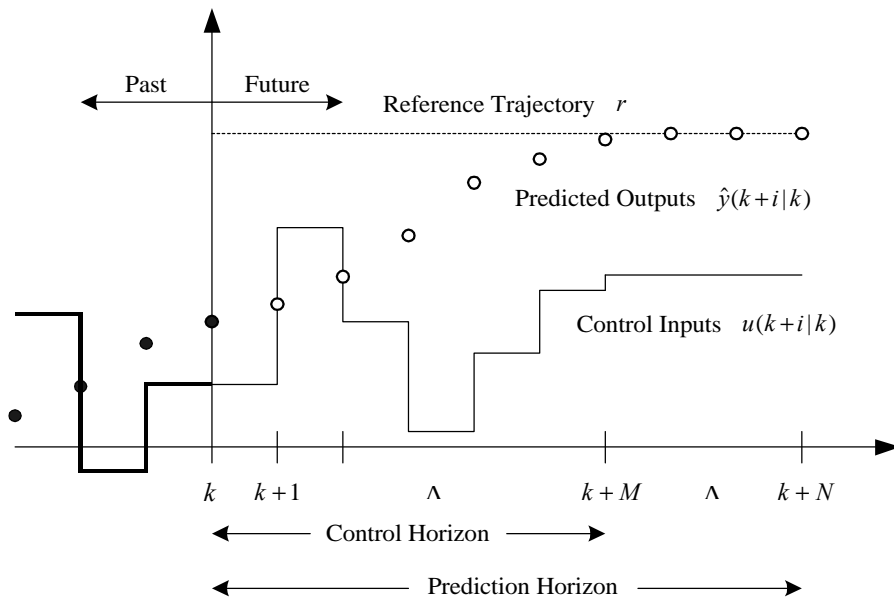 Past Future
Reference Trajectory r
Predicted Outputs ŷ(k+i|k)
Control Inputs u(k+i|k)
k k+1 Λ k+M Λ k+N
Control Horizon
Prediction Horizon